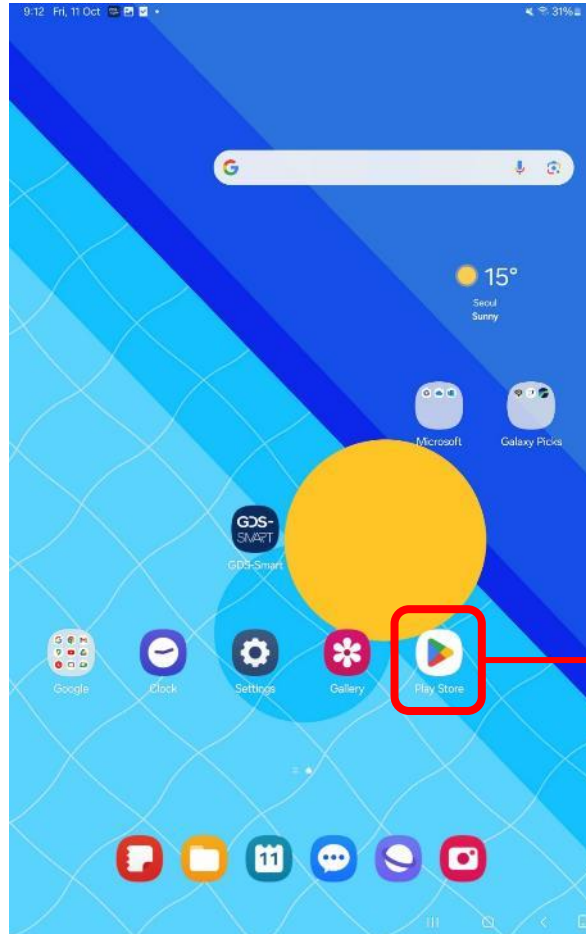 9:12 Fri, 11 Oct
31%
15°
Seoul
Sunny
Microsoft
Galaxy Picks
GDS-
SMART
GDS-Smart
Google
Clock
Settings
Gallery
Play Store
11